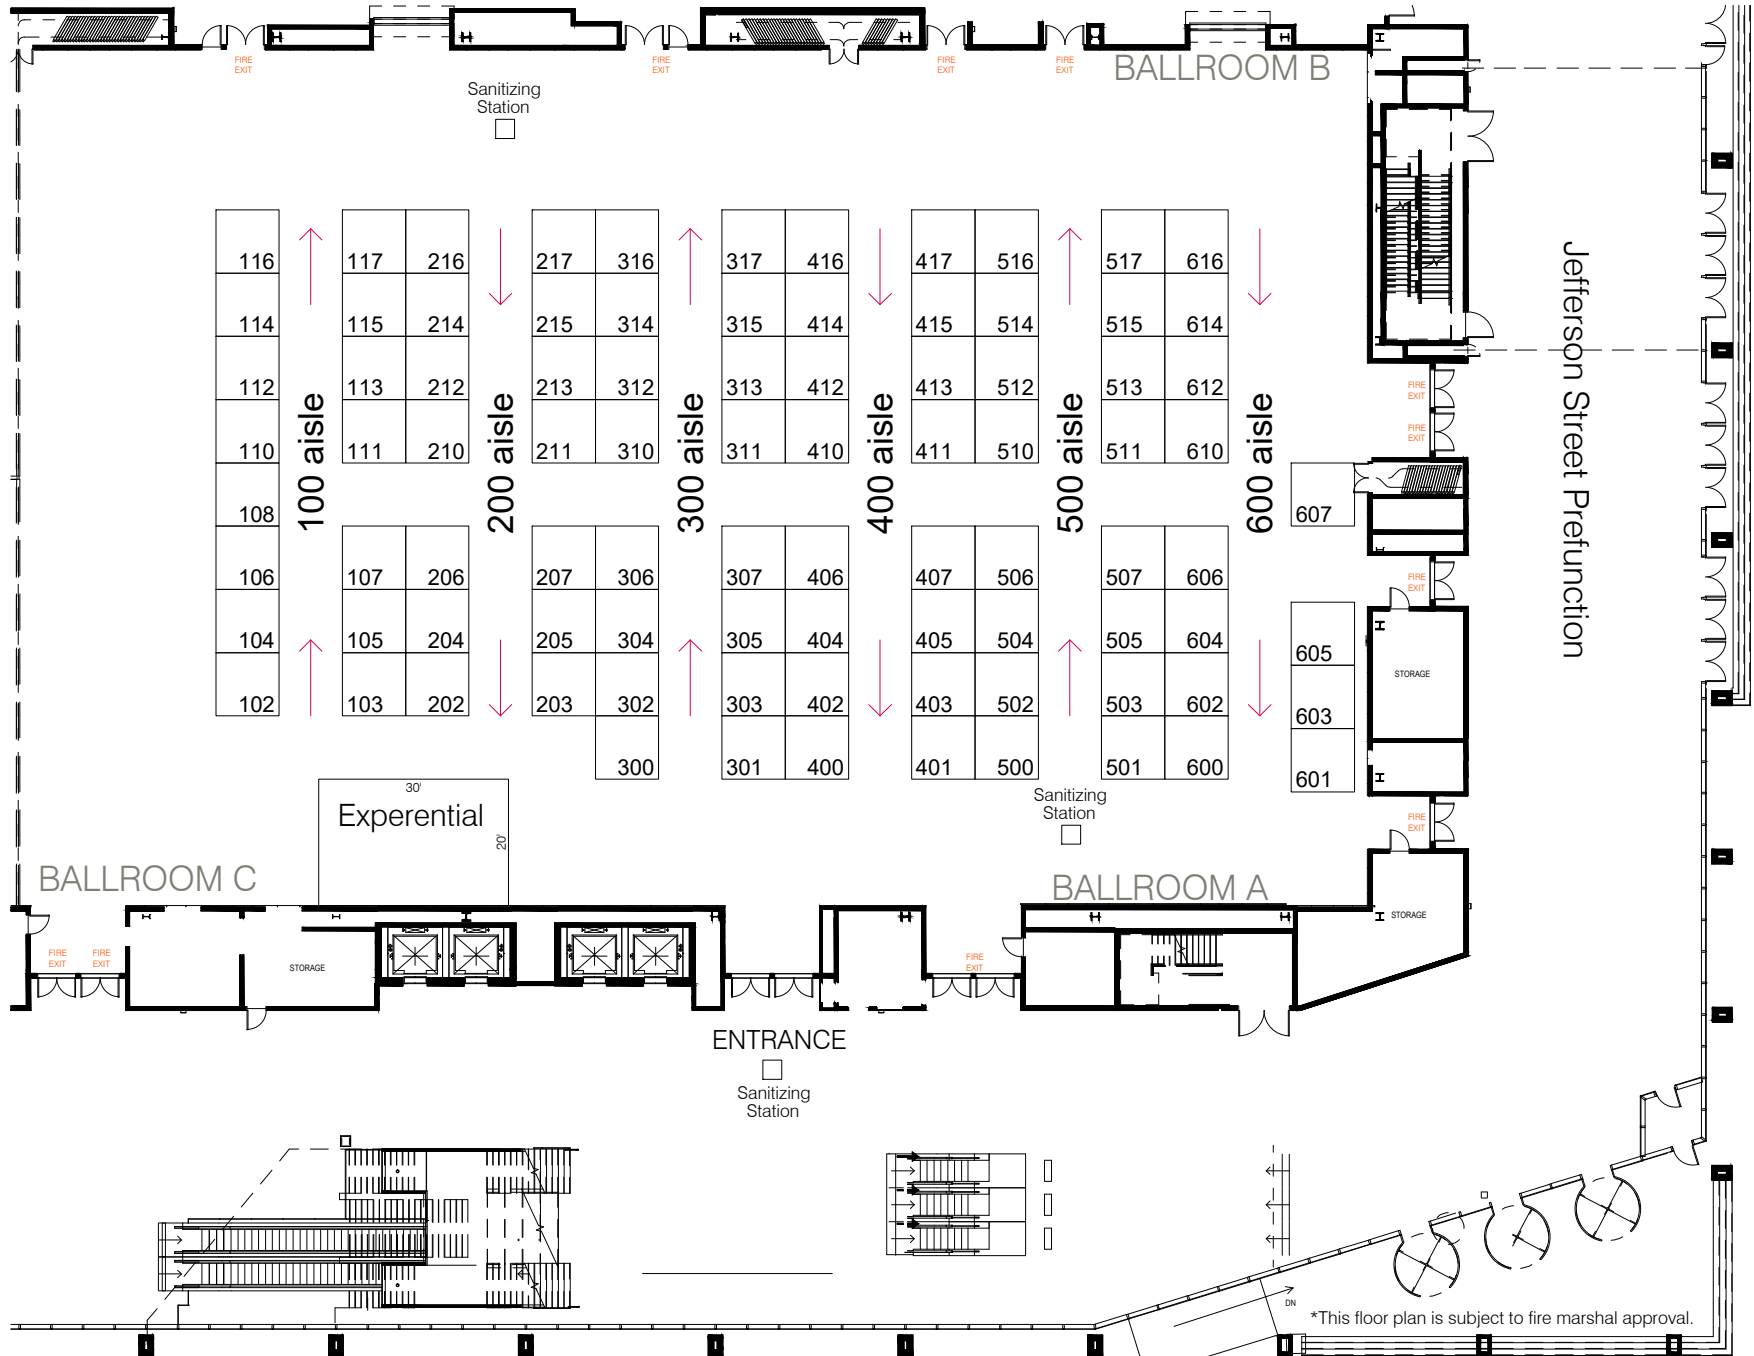 FIRE
EXIT
FIRE
EXIT
FIRE
EXIT
FIRE
EXIT
BALLROOM B
Sanitizing
Station
116 117 216 217 316 317 416 417 516 517 616
114 115 214 215 314 315 414 415 514 515 614
112 113 212 213 312 313 412 413 512 513 612
110 111 210 211 310 311 410 411 510 511 610
100 aisle
200 aisle
300 aisle
400 aisle
500 aisle
600 aisle
Jefferson Street Prefunction
FIRE
EXIT
FIRE
EXIT
108 607
106 107 206 207 306 307 406 407 506 507 606
FIRE
EXIT
104 105 204 205 304 305 404 405 504 505 604 605
STORAGE
102 103 202 203 302 303 402 403 502 503 602 603
300 301 400 401 500 501 600 601
30'
Experential
20'
Sanitizing
Station
FIRE
EXIT
BALLROOM C
BALLROOM A
STORAGE
FIRE
EXIT
FIRE
EXIT
STORAGE
FIRE
EXIT
ENTRANCE
Sanitizing
Station
DN
*This floor plan is subject to fire marshal approval.